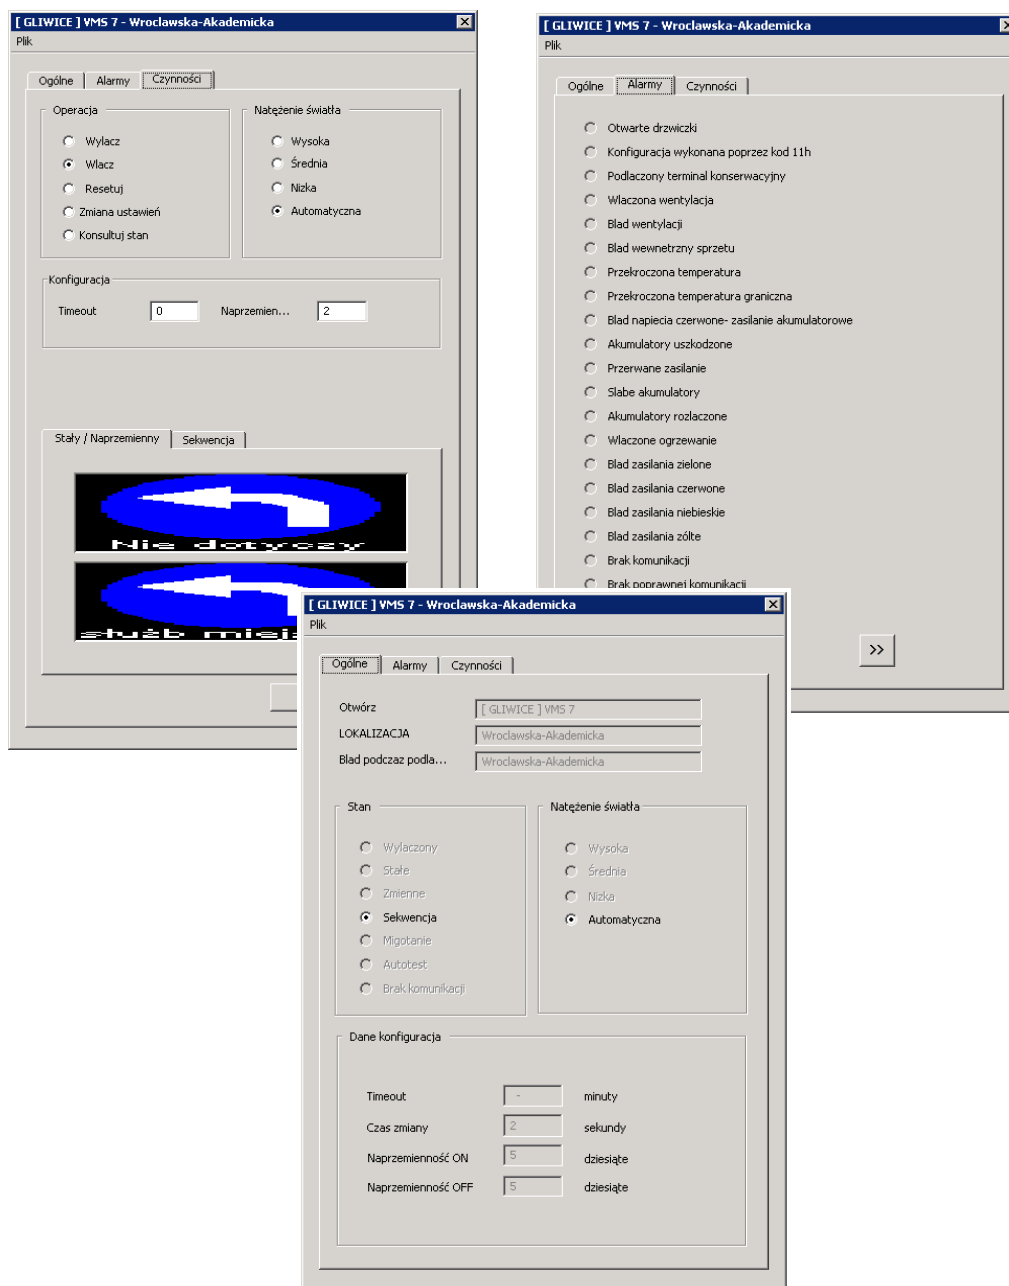 [ GLIWICE ] VMS 7 - Wroclawska-Akademicka
Plik
Ogólne Alarmy Czynności
Operacja
Wylacz
Wlacz
Resetuj
Zmiana ustawień
Konsultuj stan
Natężenie światła
Wysoka
Średnia
Nizka
Automatyczna
Konfiguracja
Timeout 0 Naprzemien... 2
Stały / Naprzemienny Sekwencja
Nie dotyczy
służb miej
[ GLIWICE ] VMS 7 - Wroclawska-Akademicka
Plik
Ogólne Alarmy Czynności
Otwarte drzwiczki
Konfiguracja wykonana poprzez kod 11h
Podlaczony terminal konserwacyjny
Wlaczona wentylacja
Blad wentylacji
Blad wewnetrzny sprzetu
Przekroczona temperatura
Przekroczona temperatura graniczna
Blad napiecia czerwone- zasilanie akumulatorowe
Akumulatory uszkodzone
Przerwane zasilanie
Slabe akumulatory
Akumulatory rozlaczone
Wlaczone ogrzewanie
Blad zasilania zielone
Blad zasilania czerwone
Blad zasilania niebieskie
Blad zasilania zólte
Brak komunikacji
Brak poprawnej komunikacji
>>
[ GLIWICE ] VMS 7 - Wroclawska-Akademicka
Plik
Ogólne Alarmy Czynności
Otwórz [ GLIWICE ] VMS 7
LOKALIZACJA Wroclawska-Akademicka
Blad podczaz podla... Wroclawska-Akademicka
Stan
Wylaczony
Stałe
Zmienne
Sekwencja
Migotanie
Autotest
Brak komunikacji
Natężenie światła
Wysoka
Średnia
Nizka
Automatyczna
Dane konfiguracja
Timeout - minuty
Czas zmiany 2 sekundy
Naprzemienność ON 5 dziesiąte
Naprzemienność OFF 5 dziesiąte